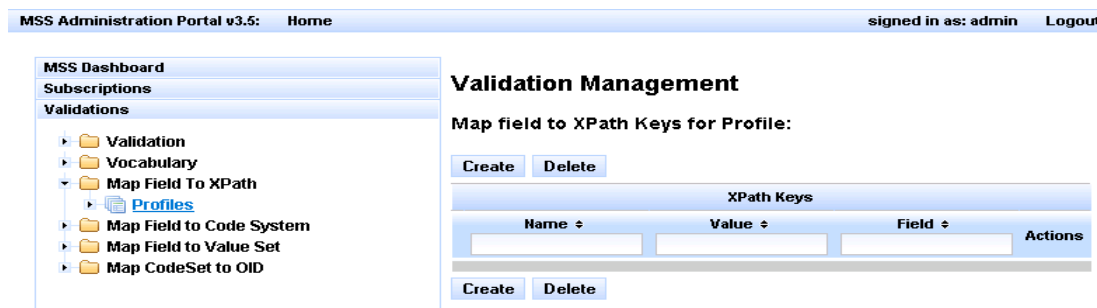 MSS Administration Portal v3.5: Home signed in as: admin Logout
MSS Dashboard
Subscriptions
Validations
Validation
Vocabulary
Map Field To XPath
Profiles
Map Field to Code System
Map Field to Value Set
Map CodeSet to OID
Validation Management
Map field to XPath Keys for Profile:
Create Delete
XPath Keys
Name Value Field Actions
Create Delete